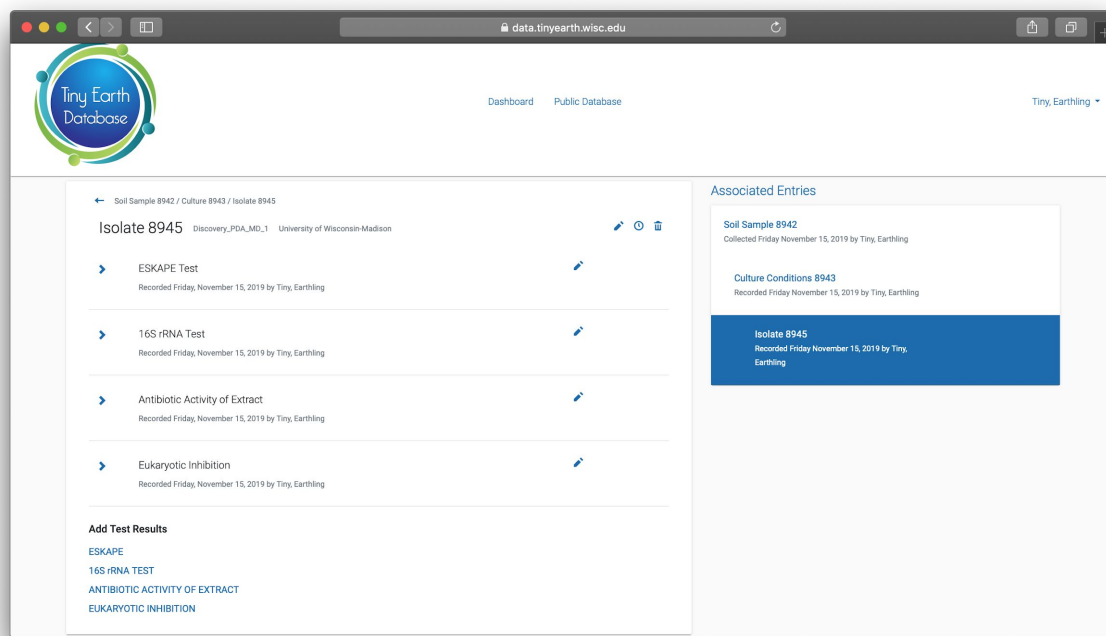 data.tinyearth.wisc.edu
Tiny Earth
Database
Dashboard Public Database
Tiny, Earthling
Soil Sample 8942 / Culture 8943 / Isolate 8945
Isolate 8945 Discovery_PDA_MD_1 University of Wisconsin-Madison
ESKAPE Test
Recorded Friday, November 15, 2019 by Tiny, Earthling
16S rRNA Test
Recorded Friday, November 15, 2019 by Tiny, Earthling
Antibiotic Activity of Extract
Recorded Friday, November 15, 2019 by Tiny, Earthling
Eukaryotic Inhibition
Recorded Friday, November 15, 2019 by Tiny, Earthling
Add Test Results
ESKAPE
16S rRNA TEST
ANTIBIOTIC ACTIVITY OF EXTRACT
EUKARYOTIC INHIBITION
Associated Entries
Soil Sample 8942
Collected Friday November 15, 2019 by Tiny, Earthling
Culture Conditions 8943
Recorded Friday November 15, 2019 by Tiny, Earthling
Isolate 8945
Recorded Friday November 15, 2019 by Tiny,
Earthling